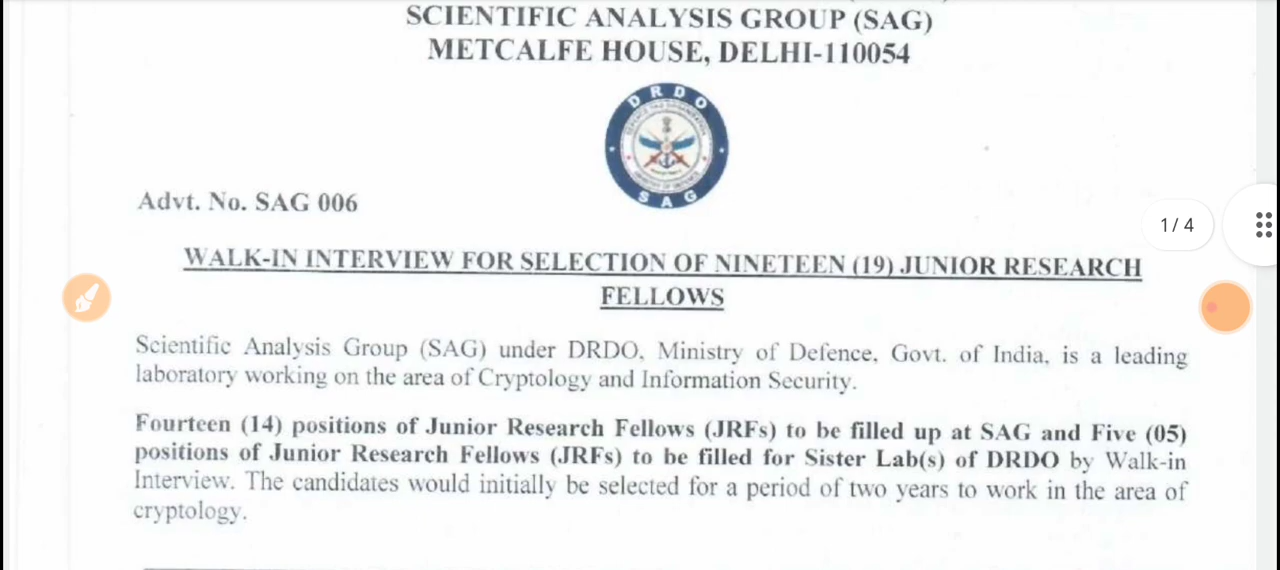 SCIENTIFIC ANALYSIS GROUP (SAG)
METCALFE HOUSE, DELHI-110054
DRDO
SAG
Advt. No. SAG 006
1 / 4
WALK-IN INTERVIEW FOR SELECTION OF NINETEEN (19) JUNIOR RESEARCH
FELLOWS
Scientific Analysis Group (SAG) under DRDO, Ministry of Defence, Govt. of India, is a leading
laboratory working on the area of Cryptology and Information Security.
Fourteen (14) positions of Junior Research Fellows (JRFs) to be filled up at SAG and Five (05)
positions of Junior Research Fellows (JRFs) to be filled for Sister Lab(s) of DRDO by Walk-in
Interview. The candidates would initially be selected for a period of two years to work in the area of
cryptology.